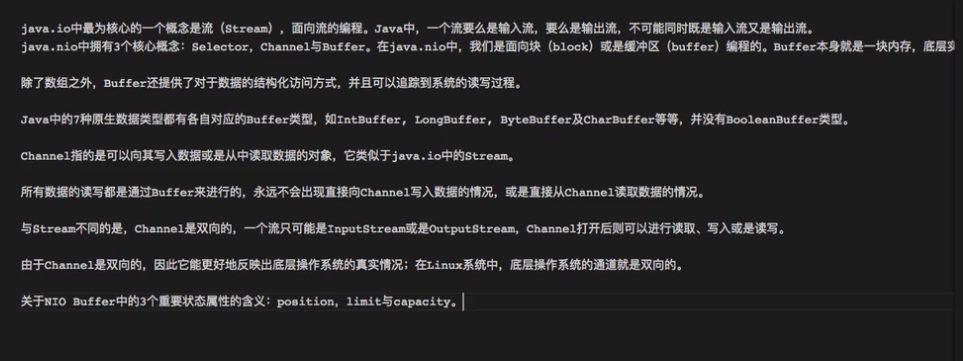 java.io中最为核心的一个概念是流（Stream），面向流的编程。Java中，一个流要么是输入流，要么是输出流，不可能同时既是输入流又是输出流。
java.nio中拥有3个核心概念：Selector，Channel与Buffer。在java.nio中，我们是面向块（block）或是缓冲区（buffer）编程的。Buffer本身就是一块内存，底层实
除了数组之外，Buffer还提供了对于数据的结构化访问方式，并且可以追踪到系统的读写过程。
Java中的7种原生数据类型都有各自对应的Buffer类型，如IntBuffer, LongBuffer, ByteBuffer及CharBuffer等等，并没有BooleanBuffer类型。
Channel指的是可以向其写入数据或是从中读取数据的对象，它类似于java.io中的Stream。
所有数据的读写都是通过Buffer来进行的，永远不会出现直接向Channel写入数据的情况，或是直接从Channel读取数据的情况。
与Stream不同的是，Channel是双向的，一个流只可能是InputStream或是OutputStream，Channel打开后则可以进行读取、写入或是读写。
由于Channel是双向的，因此它能更好地反映出底层操作系统的真实情况；在Linux系统中，底层操作系统的通道就是双向的。
关于NIO Buffer中的3个重要状态属性的含义：position，limit与capacity。